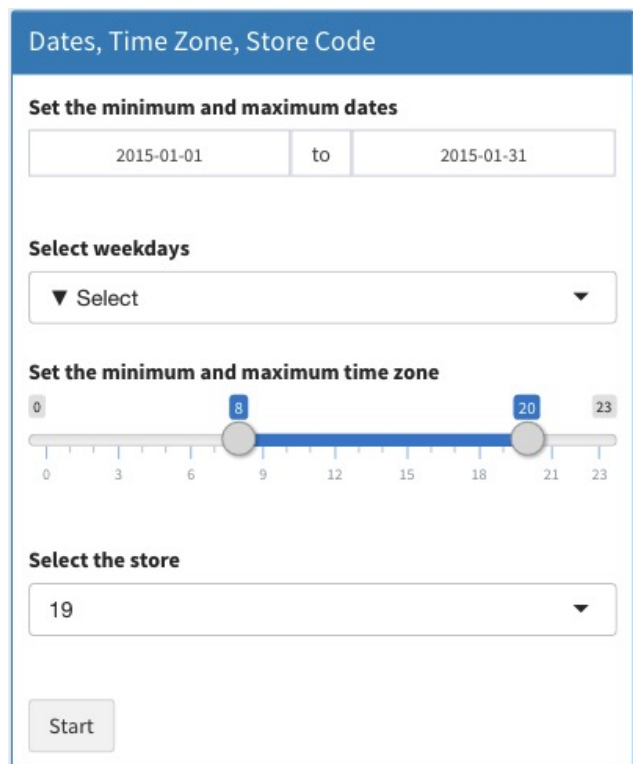 Dates, Time Zone, Store Code
Set the minimum and maximum dates
2015-01-01 to 2015-01-31
Select weekdays
▼ Select
Set the minimum and maximum time zone
0 8 20 23
0 3 6 9 12 15 18 21 23
Select the store
19
Start